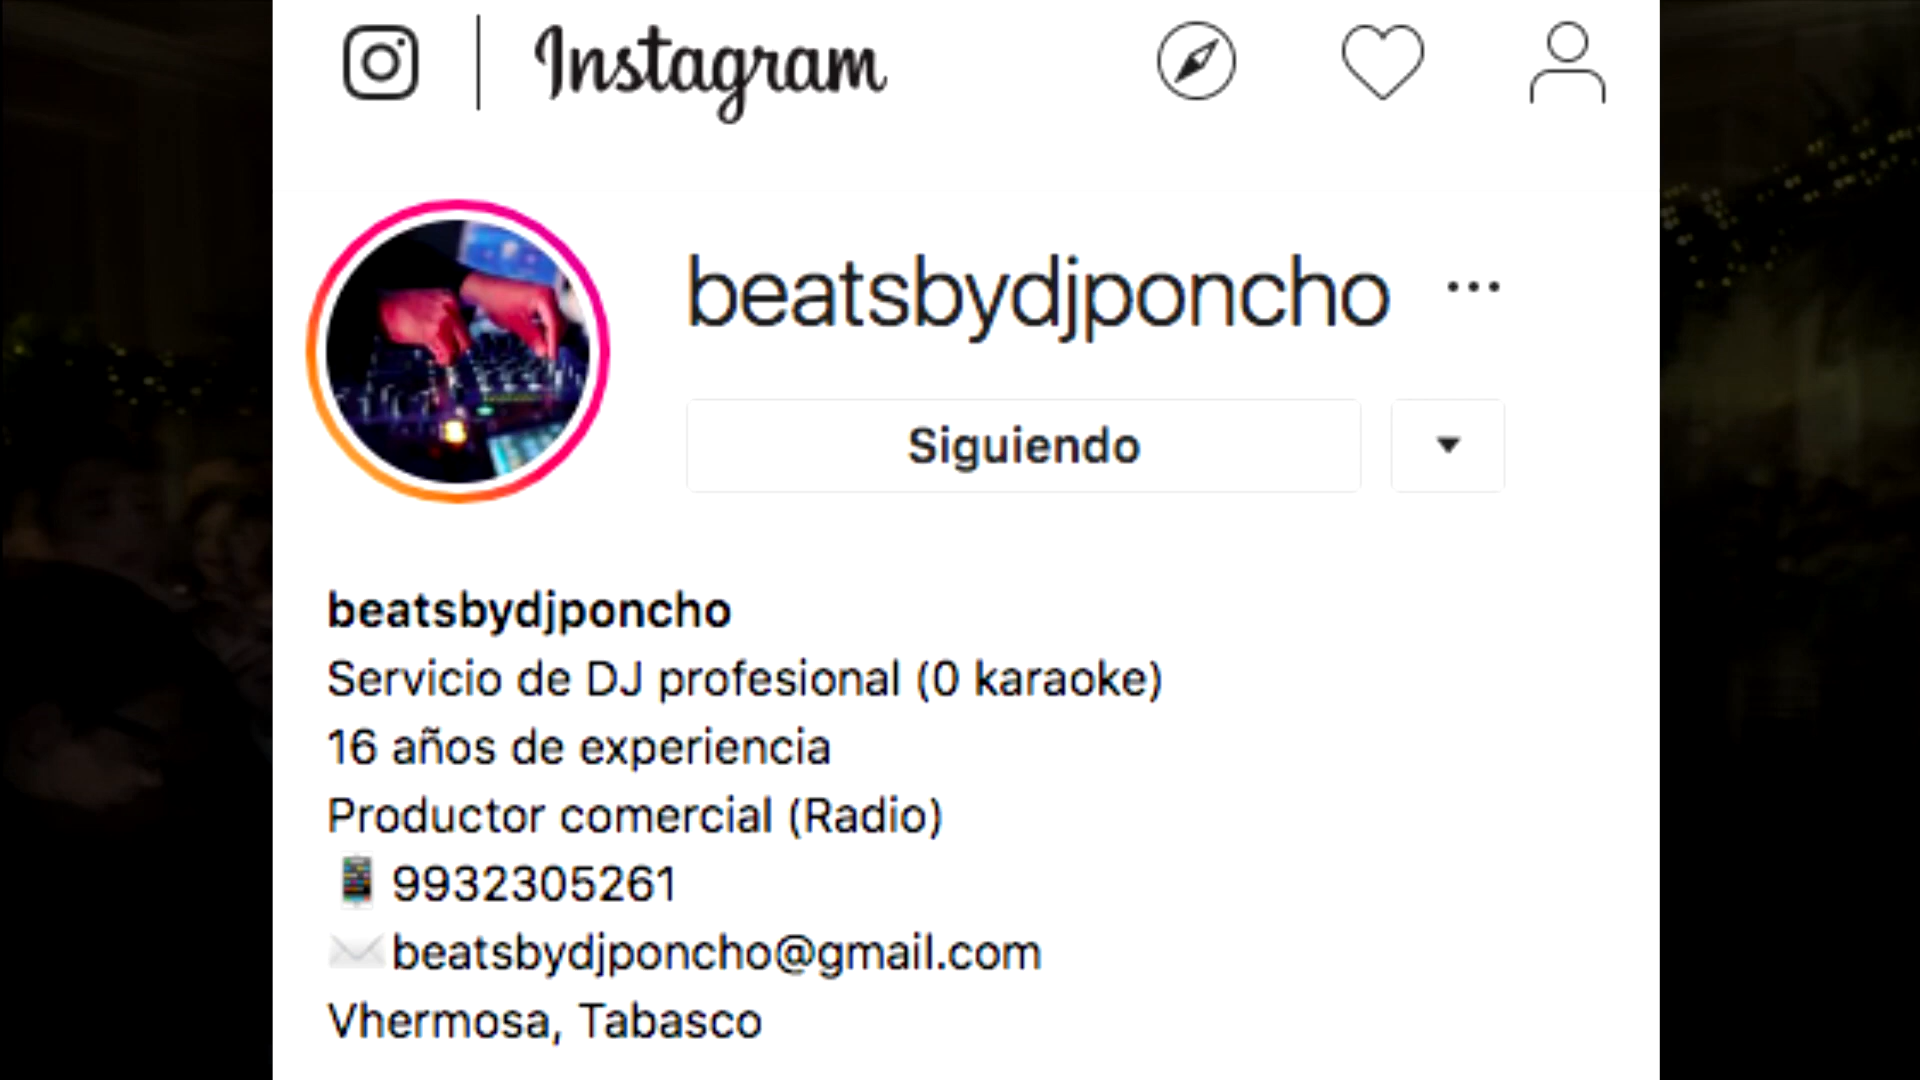 Instagram
beatsbydjponcho
Siguiendo
beatsbydjponcho
Servicio de DJ profesional (0 karaoke)
16 años de experiencia
Productor comercial (Radio)
9932305261
beatsbydjponcho@gmail.com
Vhermosa, Tabasco